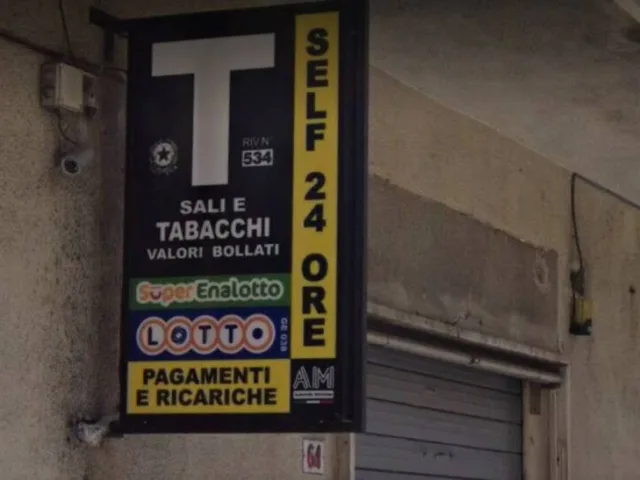 T
RIV N°
534
SALI E
TABACCHI
VALORI BOLLATI
SuperEnalotto
LOTTO
PAGAMENTI
E RICARICHE
SELF 24 ORE
AM